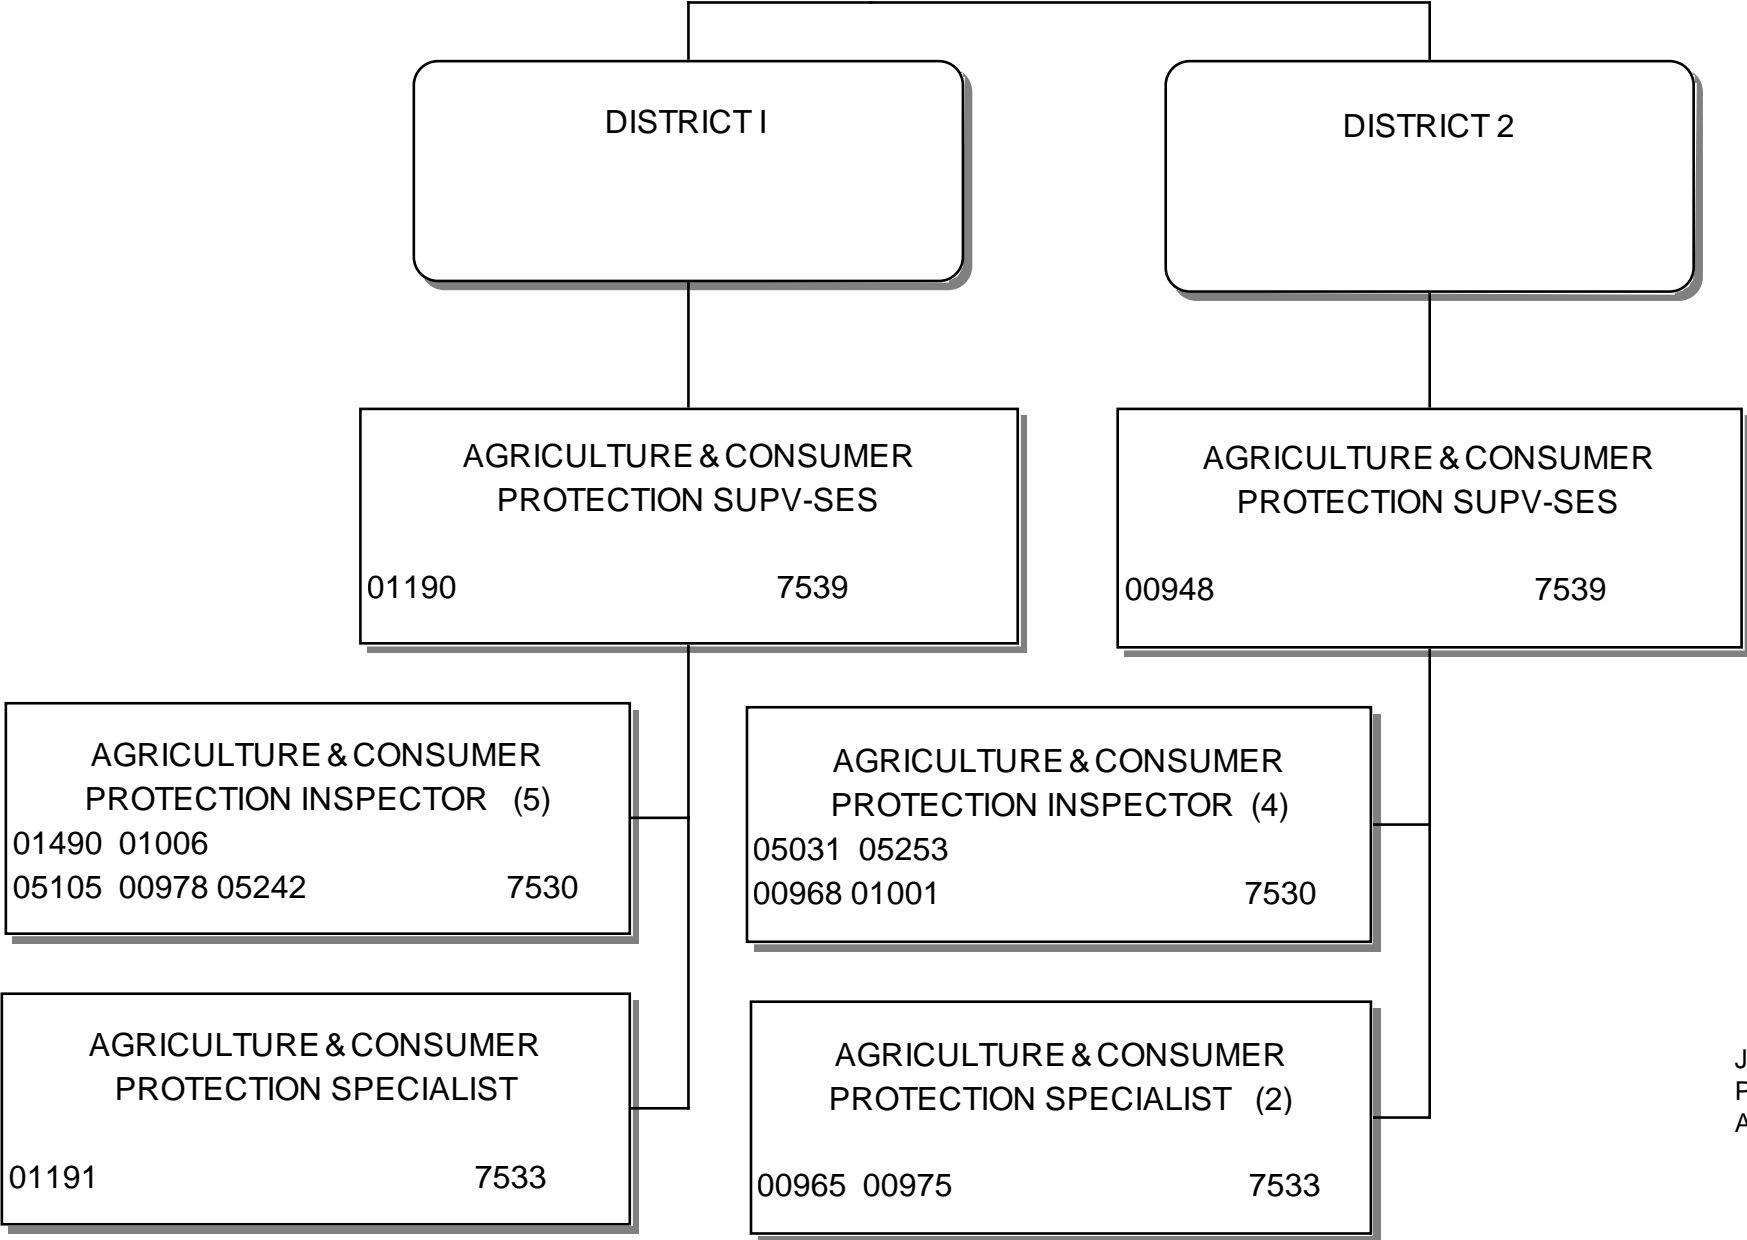 DISTRICT I
DISTRICT 2
AGRICULTURE & CONSUMER
PROTECTION SUPV-SES
01190 7539
AGRICULTURE & CONSUMER
PROTECTION SUPV-SES
00948 7539
AGRICULTURE & CONSUMER
PROTECTION INSPECTOR (5)
01490 01006
05105 00978 05242 7530
AGRICULTURE & CONSUMER
PROTECTION INSPECTOR (4)
05031 05253
00968 01001 7530
AGRICULTURE & CONSUMER
PROTECTION SPECIALIST
01191 7533
AGRICULTURE & CONSUMER
PROTECTION SPECIALIST (2)
00965 00975 7533